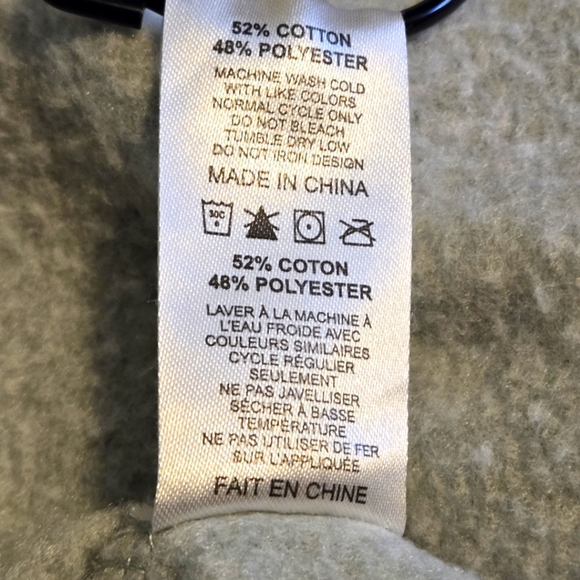 52% COTTON
48% POLYESTER
MACHINE WASH COLD
WITH LIKE COLORS
NORMAL CYCLE ONLY
DO NOT BLEACH
TUMBLE DRY LOW
DO NOT IRON DESIGN
MADE IN CHINA
30C
52% COTON
48% POLYESTER
LAVER À LA MACHINE À
L'EAU FROIDE AVEC
COULEURS SIMILAIRES
CYCLE RÉGULIER
SEULEMENT
NE PAS JAVELLISER
SÉCHER À BASSE
TEMPÉRATURE
NE PAS UTILISER DE FER
SUR L'APPLIQUÉE
FAIT EN CHINE